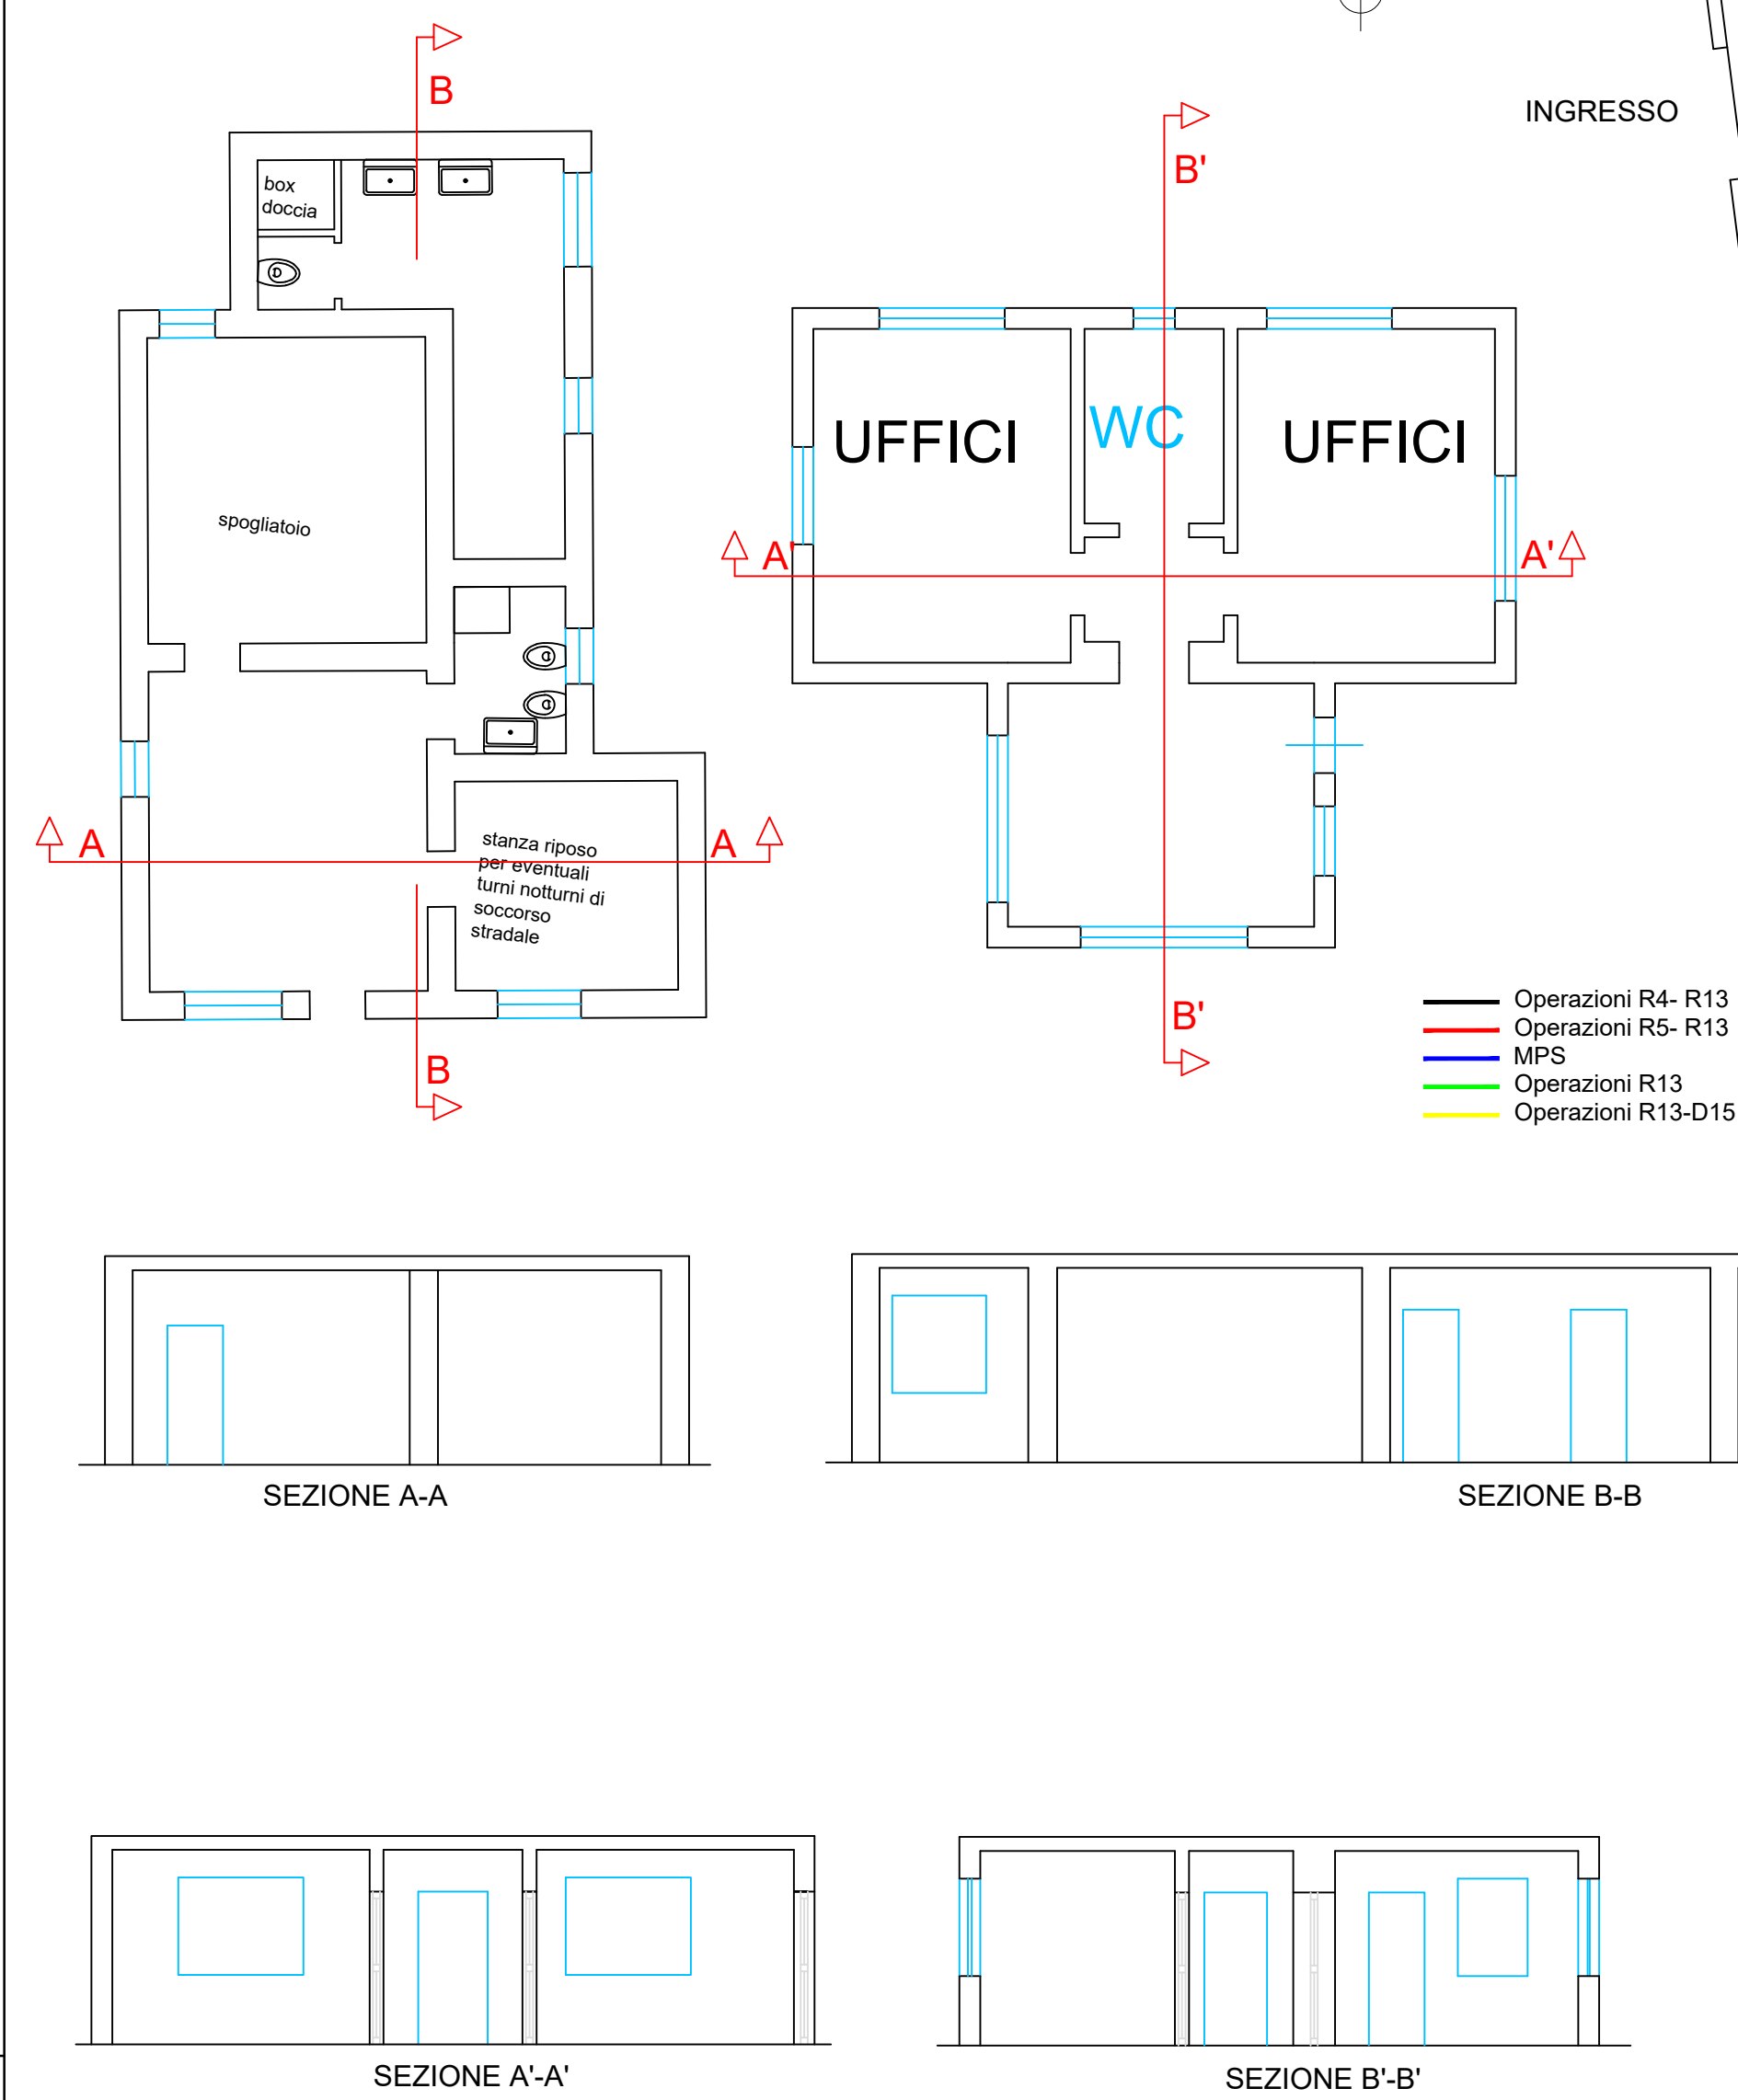 B
INGRESSO
B'
box
doccia
UFFICI
WC
UFFICI
spogliatoio
A'
A'
A
A
stanza riposo
per eventuali
turni notturni di
soccorso
stradale
B'
B
Operazioni R4- R13
Operazioni R5- R13
MPS
Operazioni R13
Operazioni R13-D15
SEZIONE A-A
SEZIONE B-B
SEZIONE A'-A'
SEZIONE B'-B'